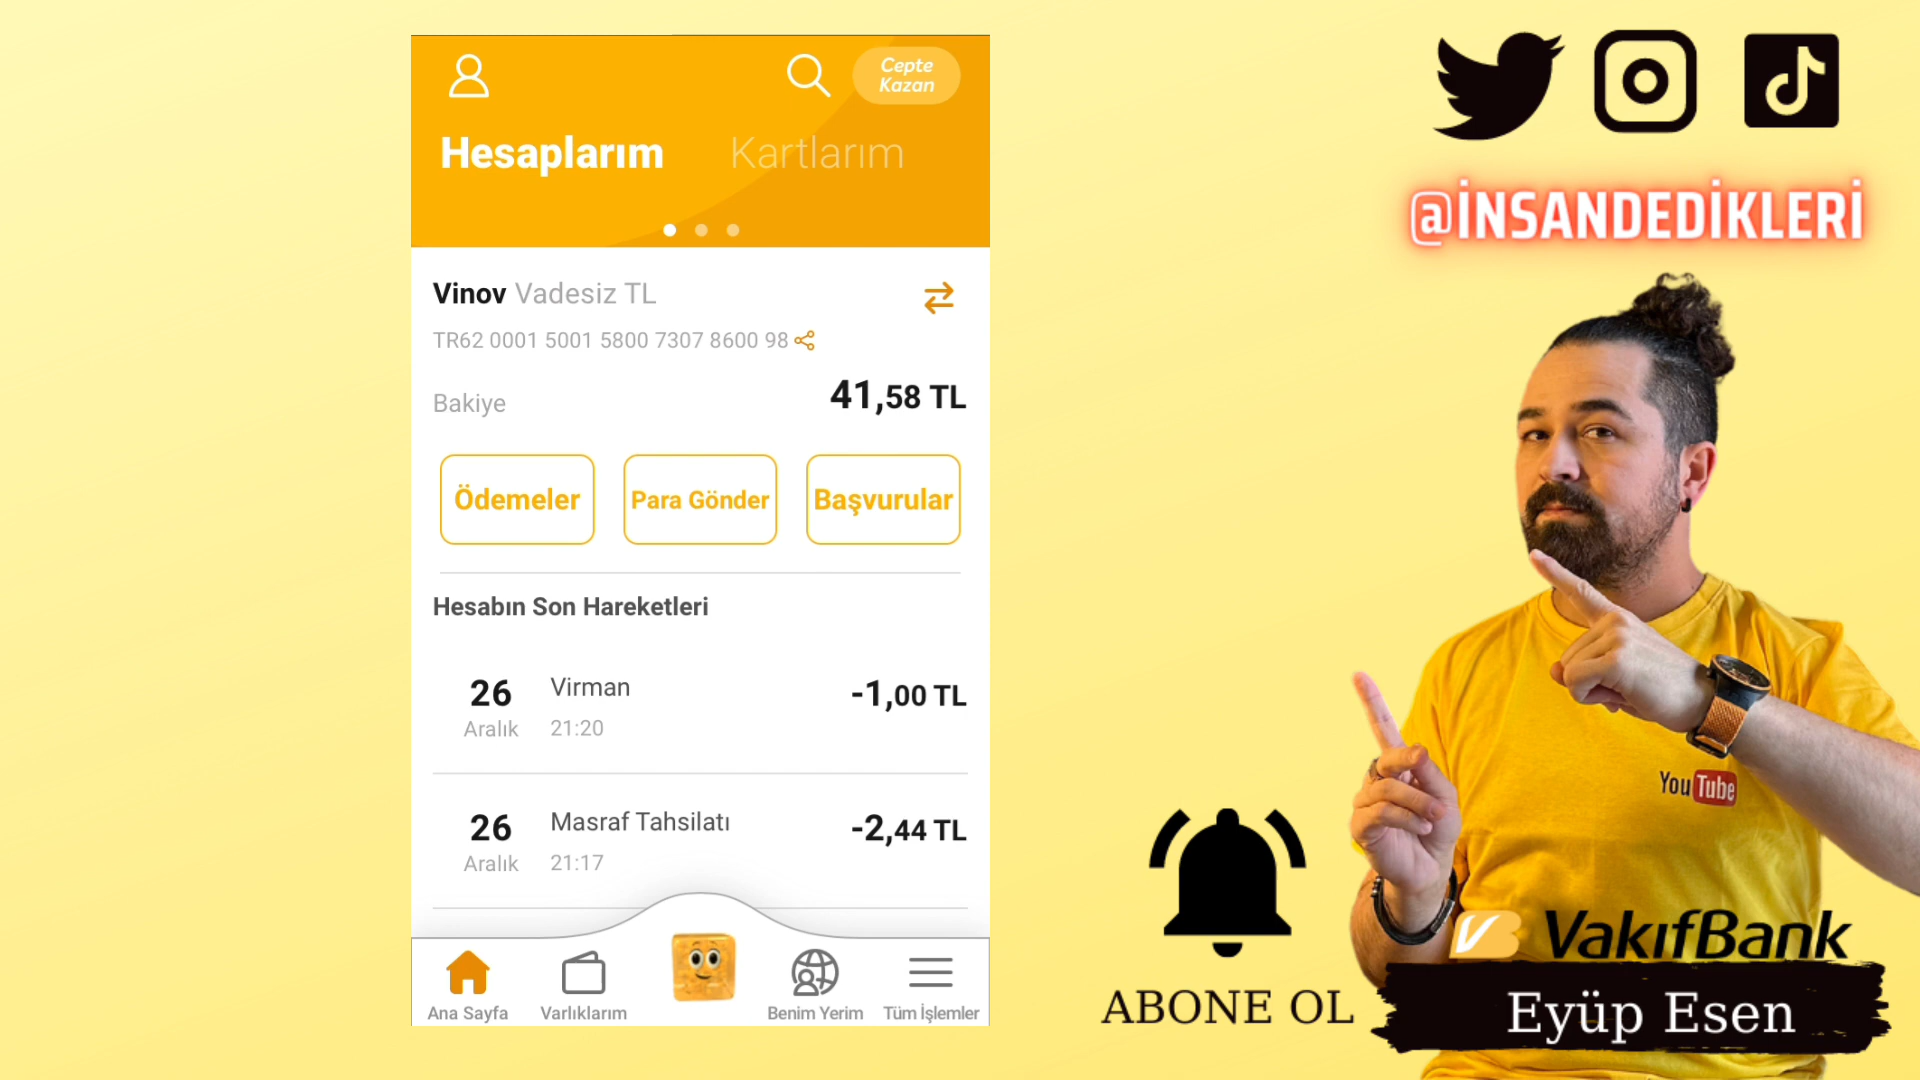 Cepte
Kazan
Hesaplarım
Kartlarım
Vinov Vadesiz TL
TR62 0001 5001 5800 7307 8600 98
Bakiye
41,58 TL
Ödemeler
Para Gönder
Başvurular
Hesabın Son Hareketleri
26 Virman -1,00 TL
Aralık 21:20
26 Masraf Tahsilatı -2,44 TL
Aralık 21:17
Ana Sayfa
Varlıklarım
Benim Yerim
Tüm İşlemler
@İNSANDEDİKLERİ
YouTube
VakıfBank
ABONE OL
Eyüp Esen